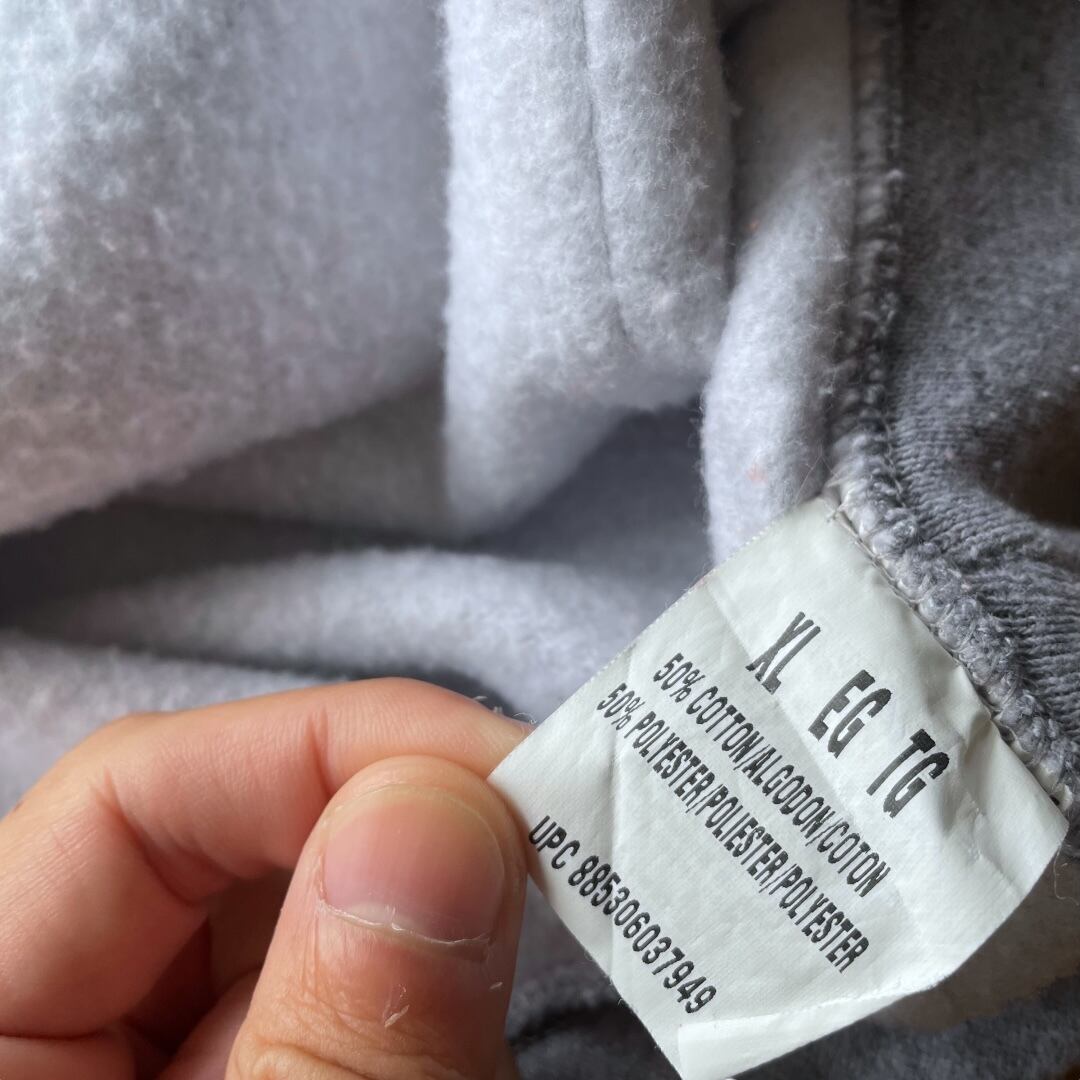 XL EG TG
50% COTTON/ALGODON/COTON
50% POLYESTER/POLIESTER/POLYESTER
UPC 885306037949